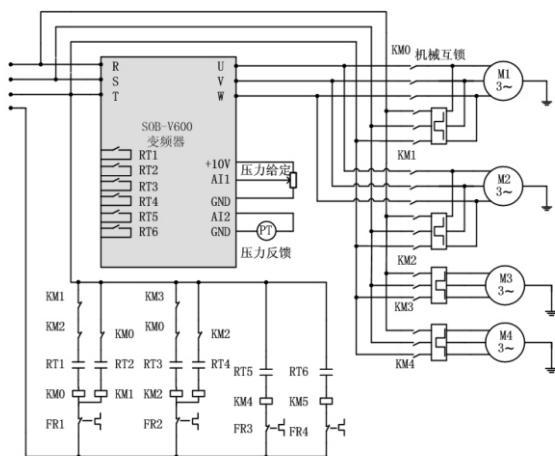 KM0 机械互锁
R
U
M1
3~
S
V
T
W
SOB-V600
变频器
KM1
RT1
+10V
压力给定
RT2
AI1
M2
3~
RT3
RT4
GND
RT5
AI2
RT6
GND
PT
压力反馈
KM2
M3
3~
KM1
KM3
KM3
KM2
KM0
KM0
KM2
M4
3~
RT1
RT2
RT3
RT4
RT5
RT6
KM4
KM0
KM1
KM2
KM4
KM5
FR1
FR2
FR3
FR4